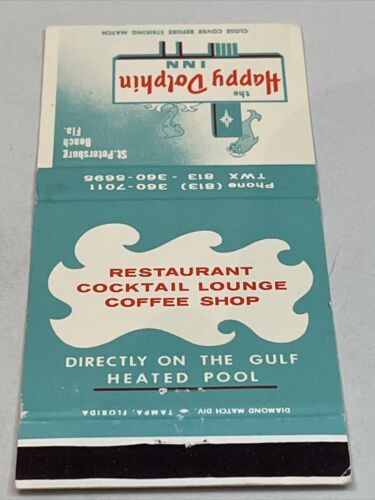 CLOSE COVER BEFORE STRIKING MATCH
the
Happy Dolphin
INN
St. Petersburg
Beach
Fla.
Phone (813) 360-7011
TWX 813 - 360-5695
RESTAURANT
COCKTAIL LOUNGE
COFFEE SHOP
DIRECTLY ON THE GULF
HEATED POOL
DIAMOND MATCH DIV. TAMPA, FLORIDA